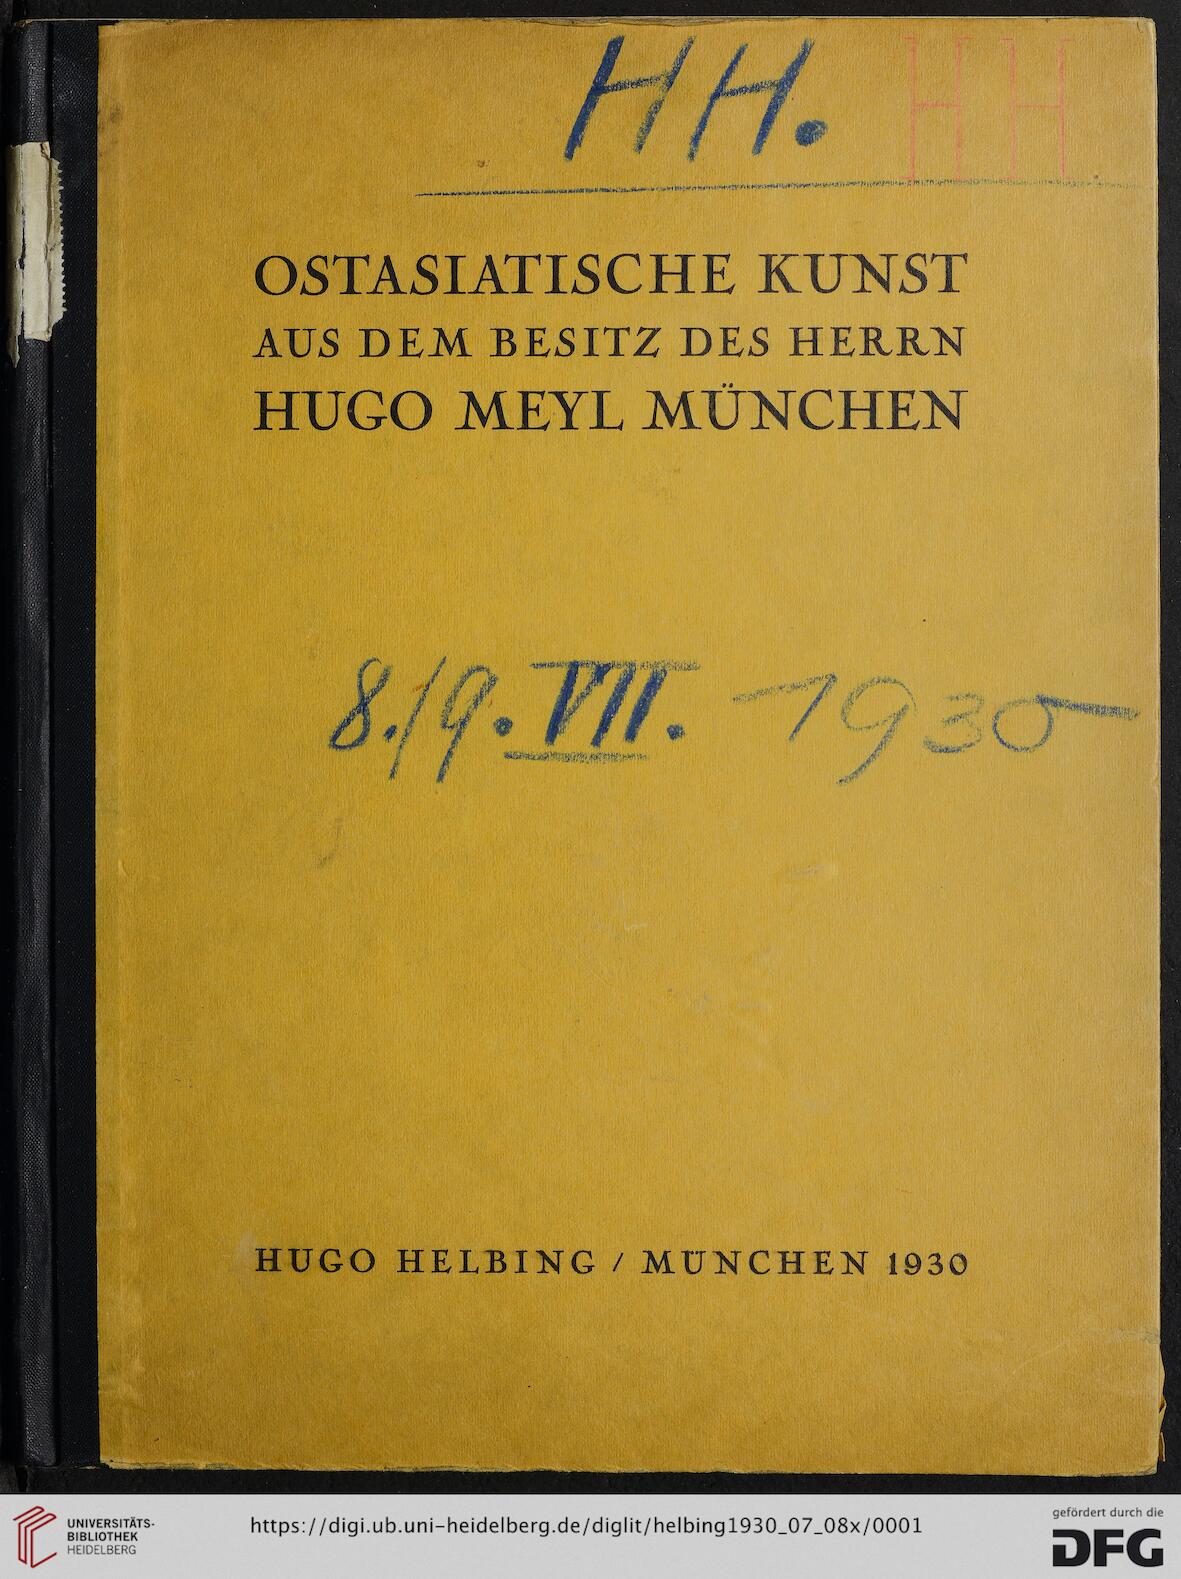 HH. HH
OSTASIATISCHE KUNST
AUS DEM BESITZ DES HERRN
HUGO MEYL MÜNCHEN
8./9. VII. 1930
HUGO HELBING / MÜNCHEN 1930
UNIVERSITÄTS-
BIBLIOTHEK
HEIDELBERG
https://digi.ub.uni-heidelberg.de/diglit/helbing1930_07_08x/0001
gefördert durch die
DFG